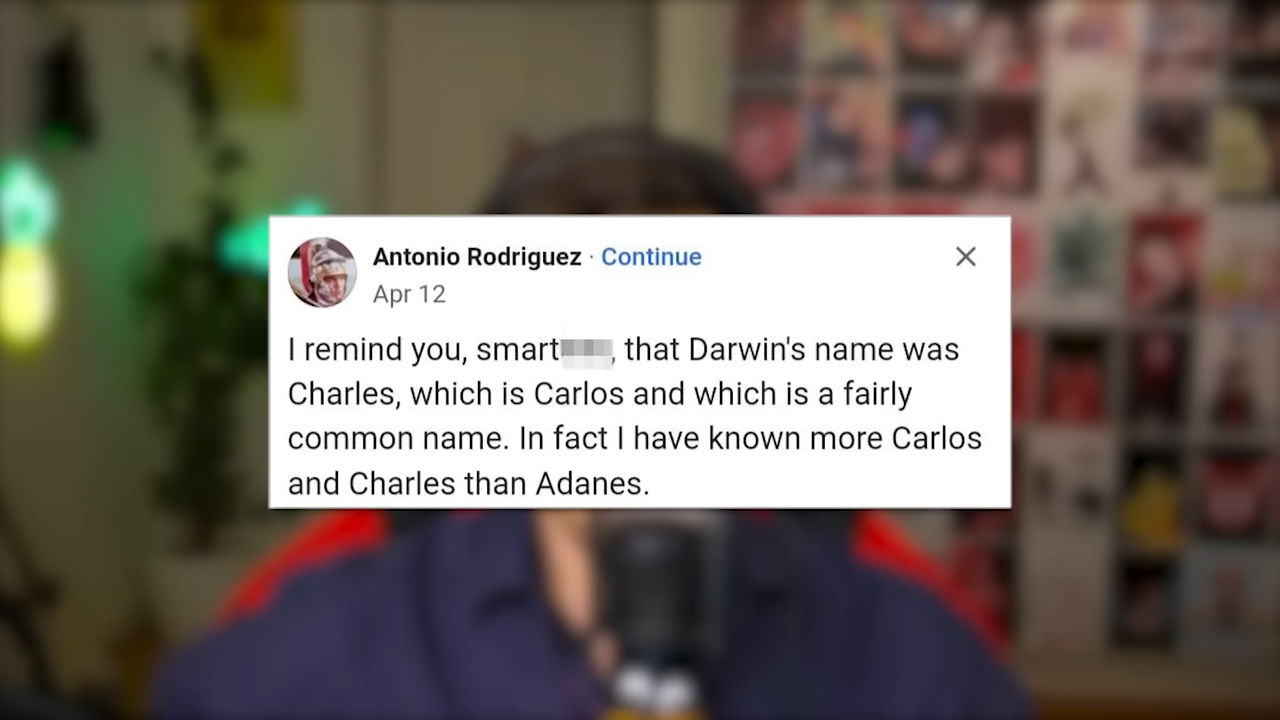 Antonio Rodriguez · Continue
Apr 12
I remind you, smart, that Darwin's name was
Charles, which is Carlos and which is a fairly
common name. In fact I have known more Carlos
and Charles than Adanes.